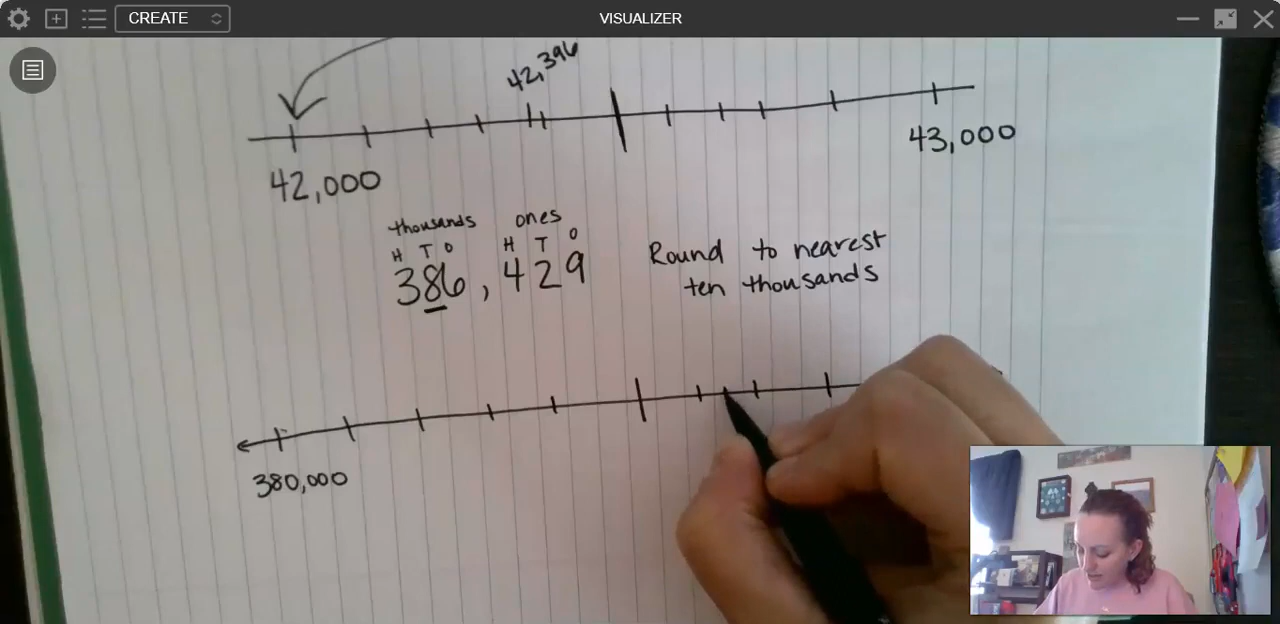 CREATE
VISUALIZER
42,396
42,000
43,000
thousands ones
H T O H T O
386,429
Round to nearest
ten thousands
380,000